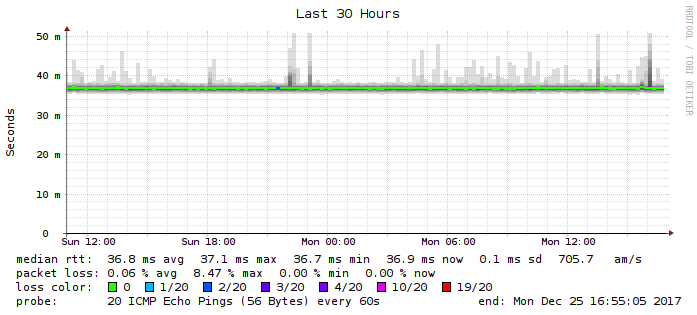 Last 30 Hours
RRDTOOL / TOBI OETIKER
Seconds
50 m
40 m
30 m
20 m
10 m
0
Sun 12:00 Sun 18:00 Mon 00:00 Mon 06:00 Mon 12:00
median rtt: 36.8 ms avg 37.1 ms max 36.7 ms min 36.9 ms now 0.1 ms sd 705.7 am/s
packet loss: 0.06 % avg 8.47 % max 0.00 % min 0.00 % now
loss color: 0 1/20 2/20 3/20 4/20 10/20 19/20
probe: 20 ICMP Echo Pings (56 Bytes) every 60s end: Mon Dec 25 16:55:05 2017